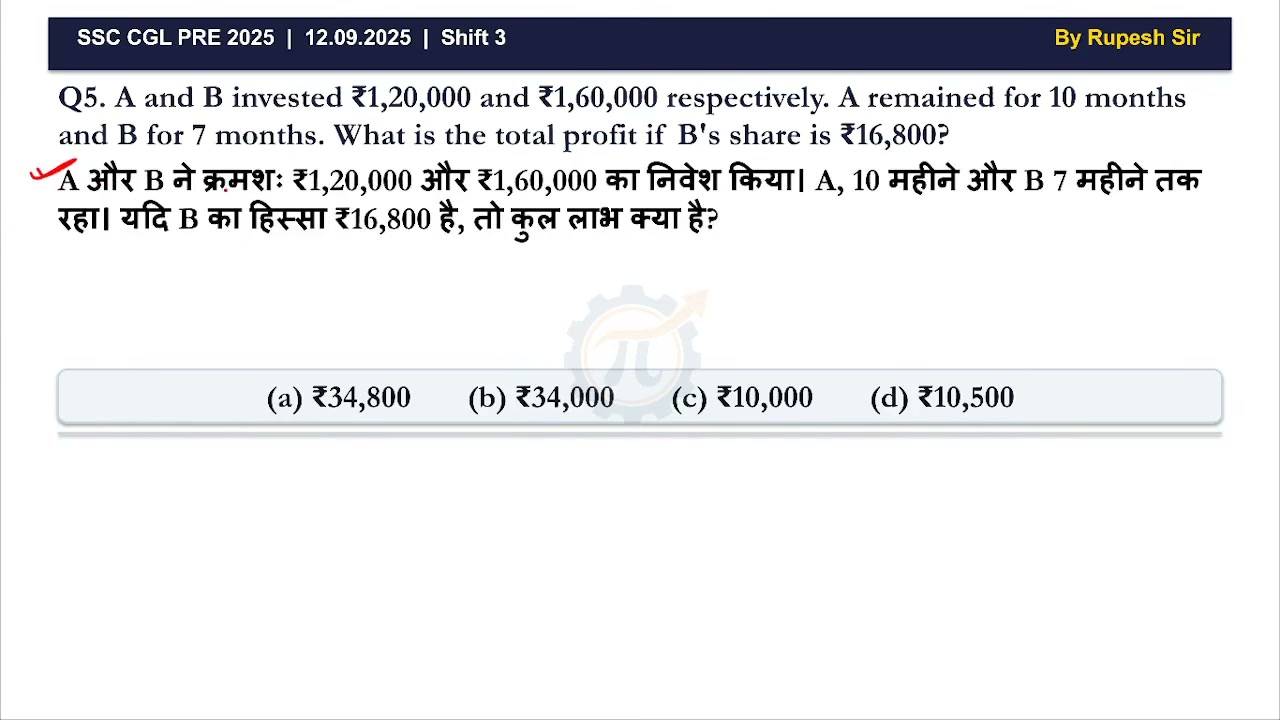 SSC CGL PRE 2025 | 12.09.2025 | Shift 3
By Rupesh Sir
Q5. A and B invested ₹1,20,000 and ₹1,60,000 respectively. A remained for 10 months
and B for 7 months. What is the total profit if B's share is ₹16,800?
A और B ने क्रमशः ₹1,20,000 और ₹1,60,000 का निवेश किया। A, 10 महीने और B 7 महीने तक
रहा। यदि B का हिस्सा ₹16,800 है, तो कुल लाभ क्या है?
π
(a) ₹34,800 (b) ₹34,000 (c) ₹10,000 (d) ₹10,500